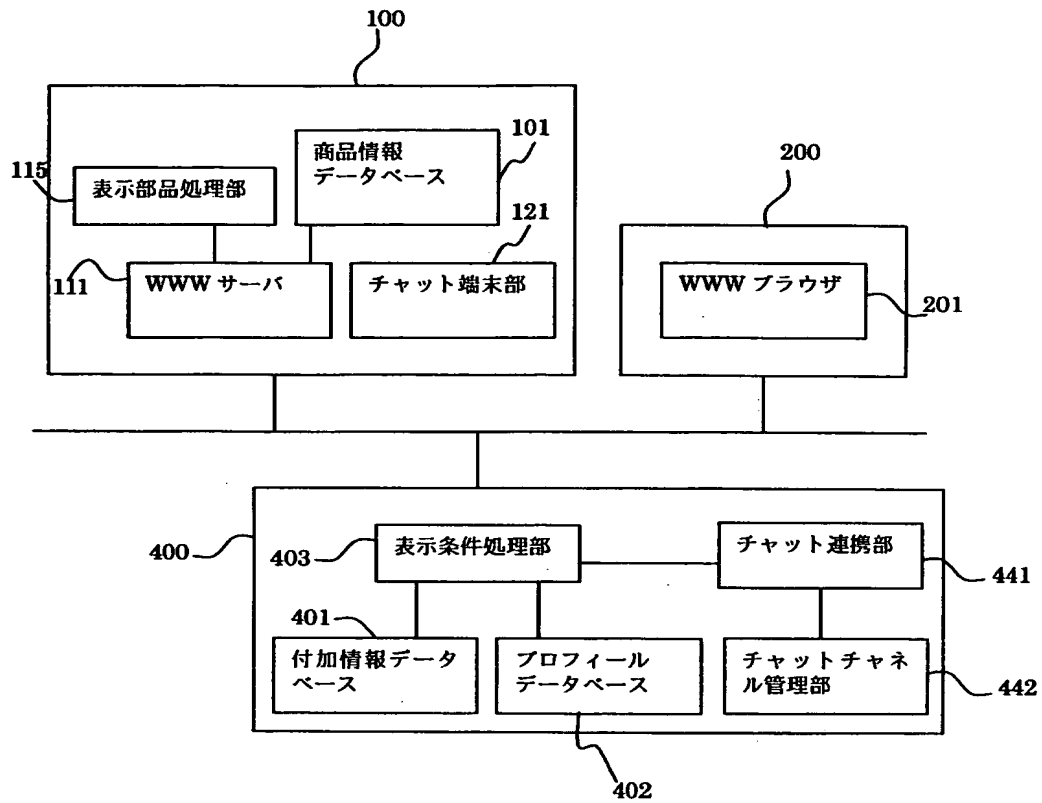 100
115
表示部品処理部
商品情報
データベース
101
121
111
WWW サーバ
チャット端末部
200
WWW ブラウザ
201
400
403
表示条件処理部
チャット連携部
441
401
付加情報データ
ベース
プロフィール
データベース
402
チャットチャネ
ル管理部
442